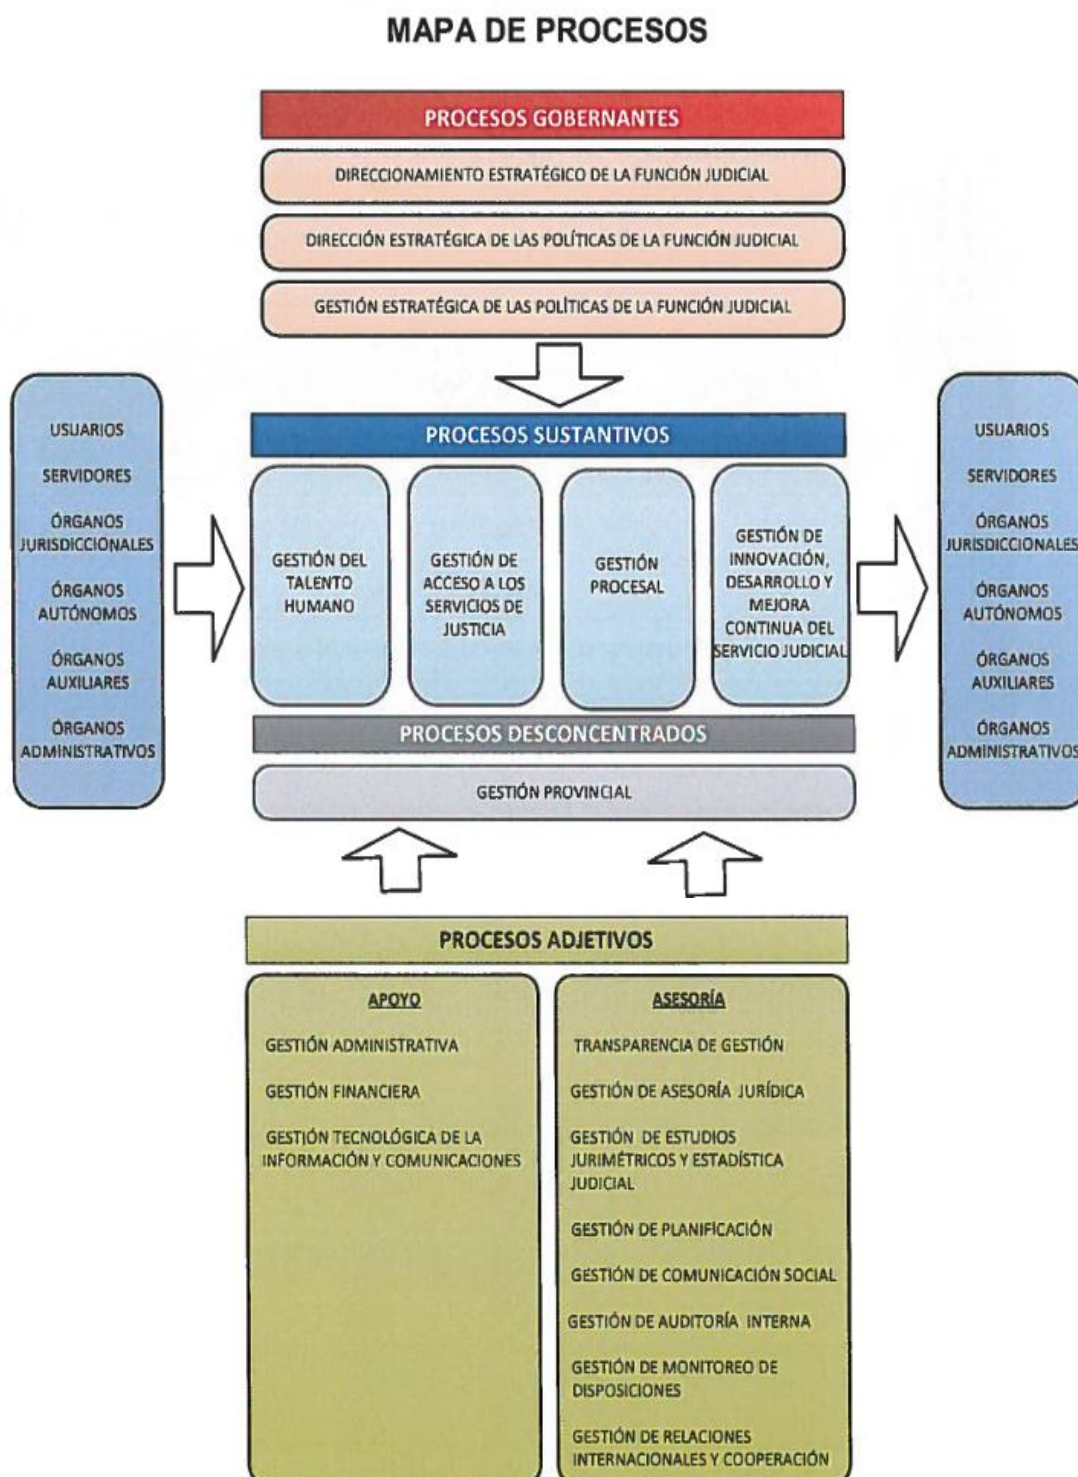 MAPA DE PROCESOS
PROCESOS GOBERNANTES
DIRECCIONAMIENTO ESTRATÉGICO DE LA FUNCIÓN JUDICIAL
DIRECCIÓN ESTRATÉGICA DE LAS POLÍTICAS DE LA FUNCIÓN JUDICIAL
GESTIÓN ESTRATÉGICA DE LAS POLÍTICAS DE LA FUNCIÓN JUDICIAL
USUARIOS
SERVIDORES
ÓRGANOS
JURISDICCIONALES
ÓRGANOS
AUTÓNOMOS
ÓRGANOS
AUXILIARES
ÓRGANOS
ADMINISTRATIVOS
PROCESOS SUSTANTIVOS
GESTIÓN DEL
TALENTO
HUMANO
GESTIÓN DE
ACCESO A LOS
SERVICIOS DE
JUSTICIA
GESTIÓN
PROCESAL
GESTIÓN DE
INNOVACIÓN,
DESARROLLO Y
MEJORA
CONTINUA DEL
SERVICIO JUDICIAL
PROCESOS DESCONCENTRADOS
GESTIÓN PROVINCIAL
USUARIOS
SERVIDORES
ÓRGANOS
JURISDICCIONALES
ÓRGANOS
AUTÓNOMOS
ÓRGANOS
AUXILIARES
ÓRGANOS
ADMINISTRATIVOS
PROCESOS ADJETIVOS
APOYO
GESTIÓN ADMINISTRATIVA
GESTIÓN FINANCIERA
GESTIÓN TECNOLÓGICA DE LA
INFORMACIÓN Y COMUNICACIONES
ASESORÍA
TRANSPARENCIA DE GESTIÓN
GESTIÓN DE ASESORÍA JURÍDICA
GESTIÓN DE ESTUDIOS
JURIMÉTRICOS Y ESTADÍSTICA
JUDICIAL
GESTIÓN DE PLANIFICACIÓN
GESTIÓN DE COMUNICACIÓN SOCIAL
GESTIÓN DE AUDITORÍA INTERNA
GESTIÓN DE MONITOREO DE
DISPOSICIONES
GESTIÓN DE RELACIONES
INTERNACIONALES Y COOPERACIÓN